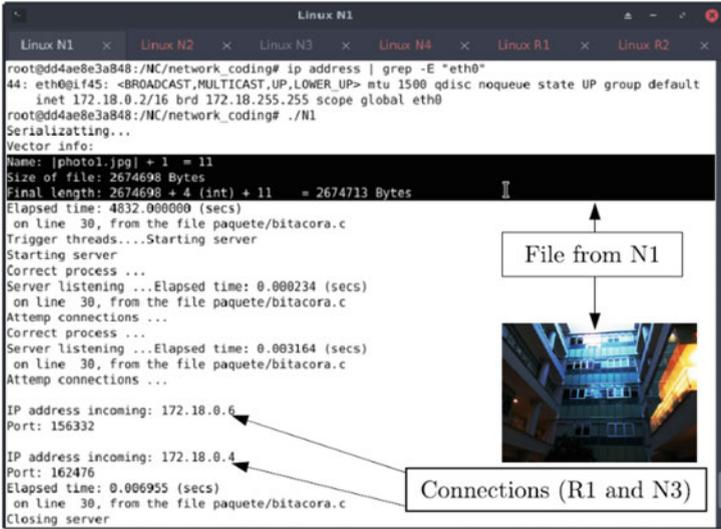 Linux N1
Linux N1 × Linux N2 × Linux N3 × Linux N4 × Linux R1 × Linux R2 ×
root@dd4ae8e3a848:/NC/network_coding# ip address | grep -E "eth0"
44: eth0@if45: <BROADCAST,MULTICAST,UP,LOWER_UP> mtu 1500 qdisc noqueue state UP group default
inet 172.18.0.2/16 brd 172.18.255.255 scope global eth0
root@dd4ae8e3a848:/NC/network_coding# ./N1
Serializatting...
Vector info:
Name: |photo1.jpg| + 1 = 11
Size of file: 2674698 Bytes
Final length: 2674698 + 4 (int) + 11 = 2674713 Bytes
Elapsed time: 4832.000000 (secs)
on line 30, from the file paquete/bitacora.c
Trigger threads....Starting server
Starting server
Correct process ...
Server listening ...Elapsed time: 0.000234 (secs)
on line 30, from the file paquete/bitacora.c
Attemp connections ...
Correct process ...
Server listening ...Elapsed time: 0.003164 (secs)
on line 30, from the file paquete/bitacora.c
Attemp connections ...
IP address incoming: 172.18.0.6
Port: 156332
IP address incoming: 172.18.0.4
Port: 162476
Elapsed time: 0.006955 (secs)
on line 30, from the file paquete/bitacora.c
Closing server
File from N1
Connections (R1 and N3)